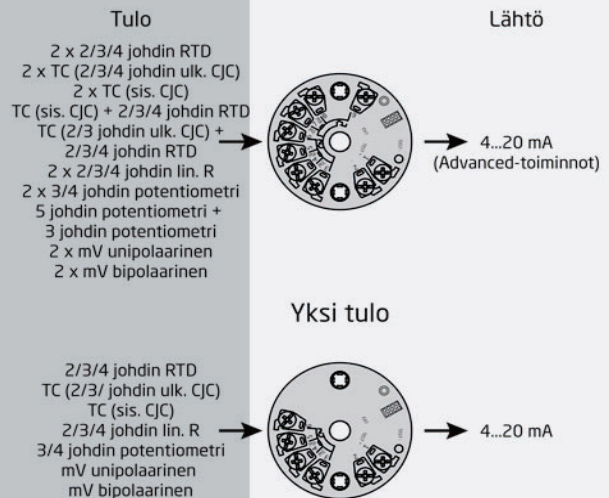 Tulo
Lähtö
2 x 2/3/4 johdin RTD
2 x TC (2/3/4 johdin ulk. CJC)
2 x TC (sis. CJC)
TC (sis. CJC) + 2/3/4 johdin RTD
TC (2/3 johdin ulk. CJC) +
2/3/4 johdin RTD
2 x 2/3/4 johdin lin. R
2 x 3/4 johdin potentiometri
5 johdin potentiometri +
3 johdin potentiometri
2 x mV unipolaarinen
2 x mV bipolaarinen
4...20 mA
(Advanced-toiminnot)
Yksi tulo
2/3/4 johdin RTD
TC (2/3/ johdin ulk. CJC)
TC (sis. CJC)
2/3/4 johdin lin. R
3/4 johdin potentiometri
mV unipolaarinen
mV bipolaarinen
4...20 mA